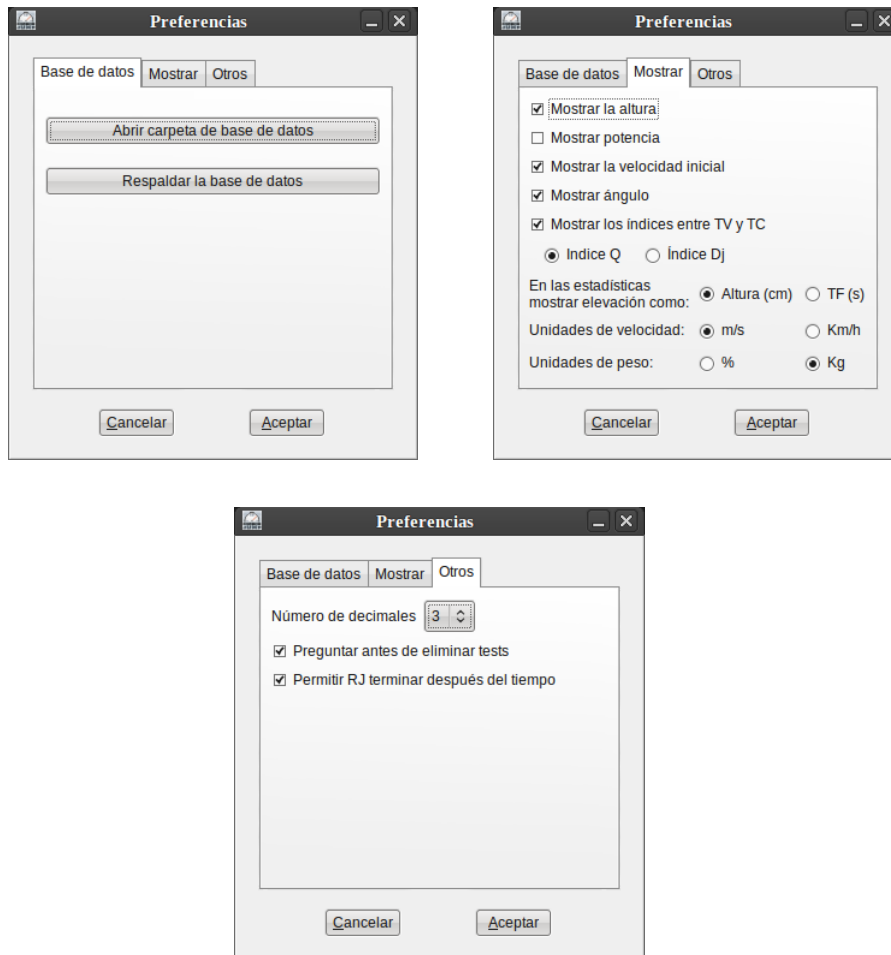 Preferencias
Base de datos Mostrar Otros
Abrir carpeta de base de datos
Respaldar la base de datos
Cancelar Aceptar
Preferencias
Base de datos Mostrar Otros
Mostrar la altura
Mostrar potencia
Mostrar la velocidad inicial
Mostrar ángulo
Mostrar los índices entre TV y TC
Indice Q Índice Dj
En las estadísticas
mostrar elevación como: Altura (cm) TF (s)
Unidades de velocidad: m/s Km/h
Unidades de peso: % Kg
Cancelar Aceptar
Preferencias
Base de datos Mostrar Otros
Número de decimales 3
Preguntar antes de eliminar tests
Permitir RJ terminar después del tiempo
Cancelar Aceptar